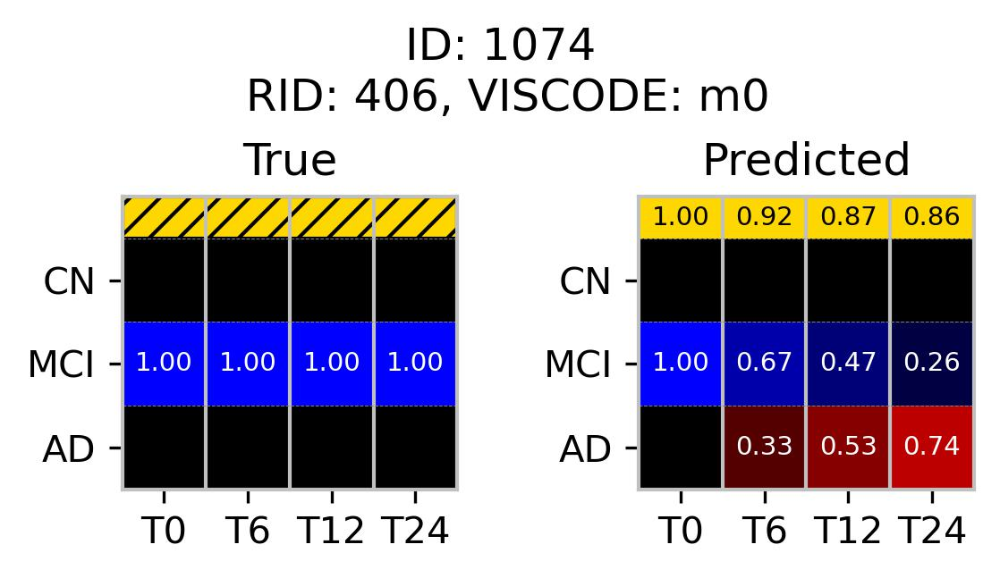 ID: 1074
RID: 406, VISCODE: m0
True
Predicted
1.00 0.92 0.87 0.86
CN
CN
MCI 1.00 1.00 1.00 1.00
MCI 1.00 0.67 0.47 0.26
AD
AD 0.33 0.53 0.74
T0 T6 T12 T24
T0 T6 T12 T24